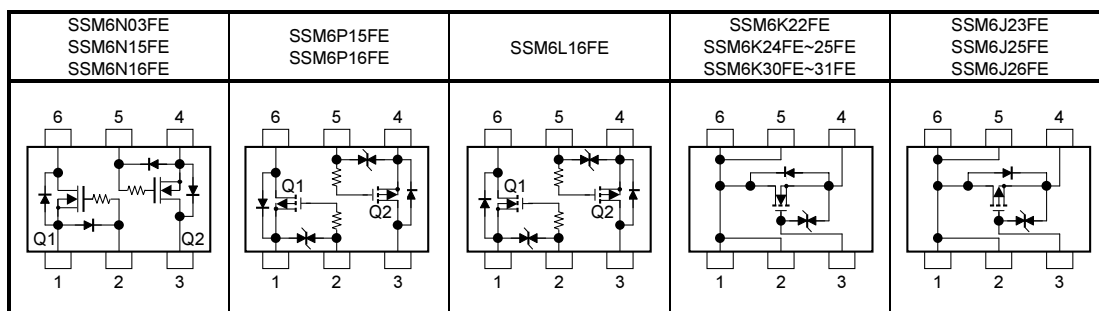 SSM6N03FE
SSM6N15FE
SSM6N16FE
SSM6P15FE
SSM6P16FE
SSM6L16FE
SSM6K22FE
SSM6K24FE~25FE
SSM6K30FE~31FE
SSM6J23FE
SSM6J25FE
SSM6J26FE
6 5 4
Q1
Q2
1 2 3
6 5 4
Q1
Q2
1 2 3
6 5 4
Q1
Q2
1 2 3
6 5 4
1 2 3
6 5 4
1 2 3